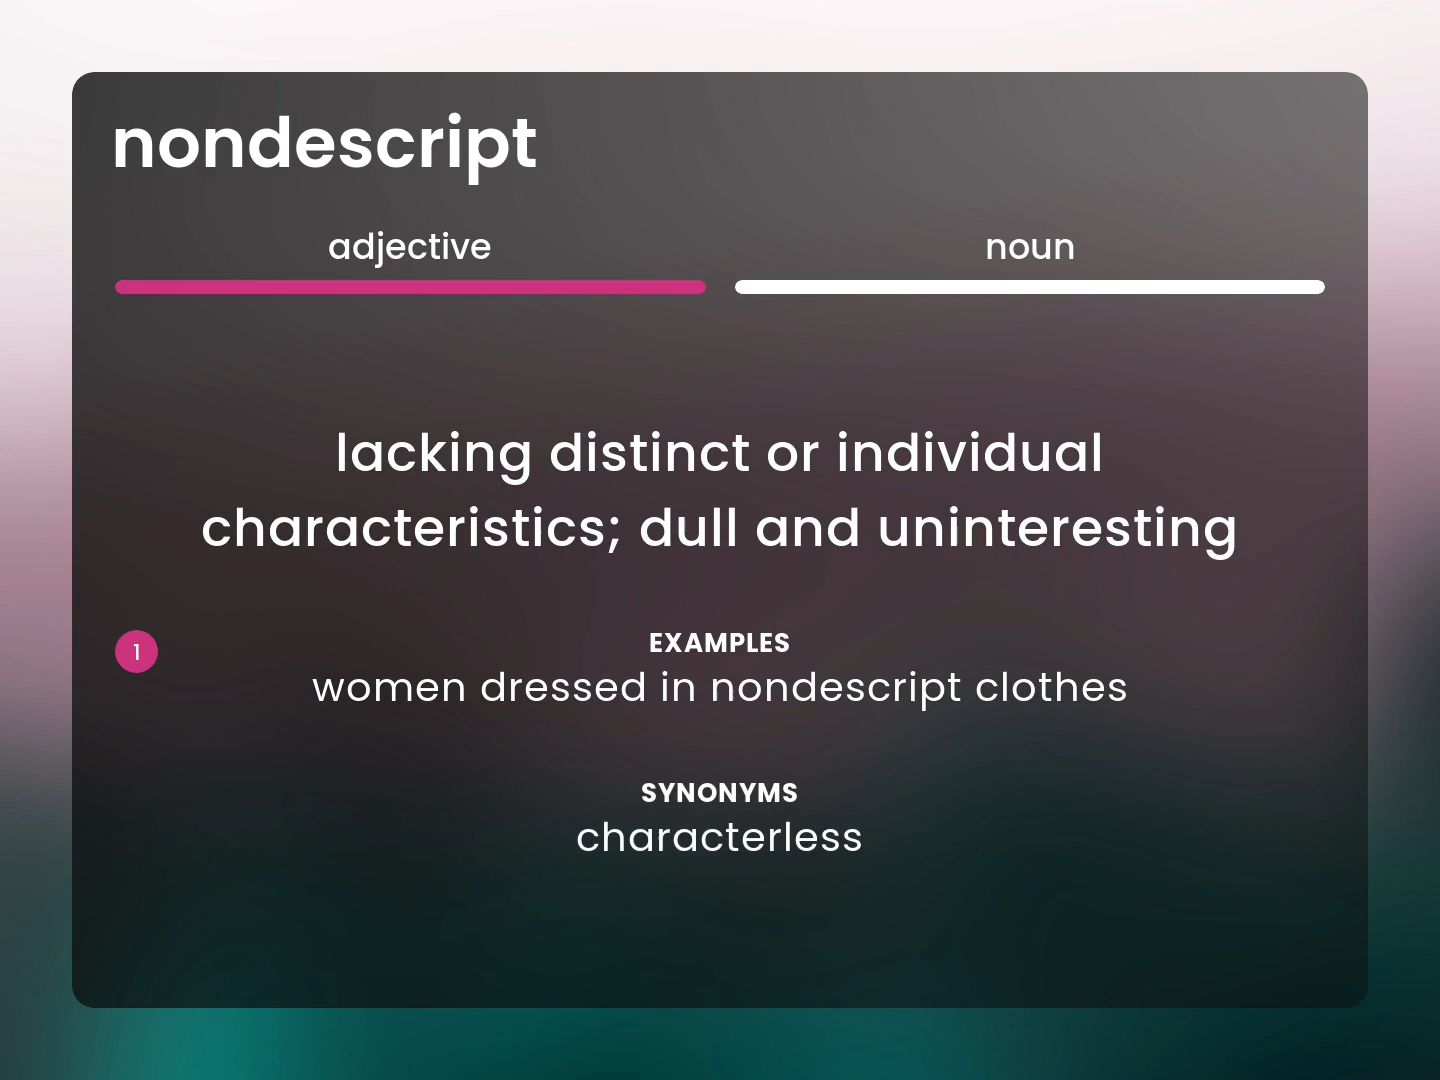 nondescript
adjective
noun
lacking distinct or individual
characteristics; dull and uninteresting
1
EXAMPLES
women dressed in nondescript clothes
SYNONYMS
characterless